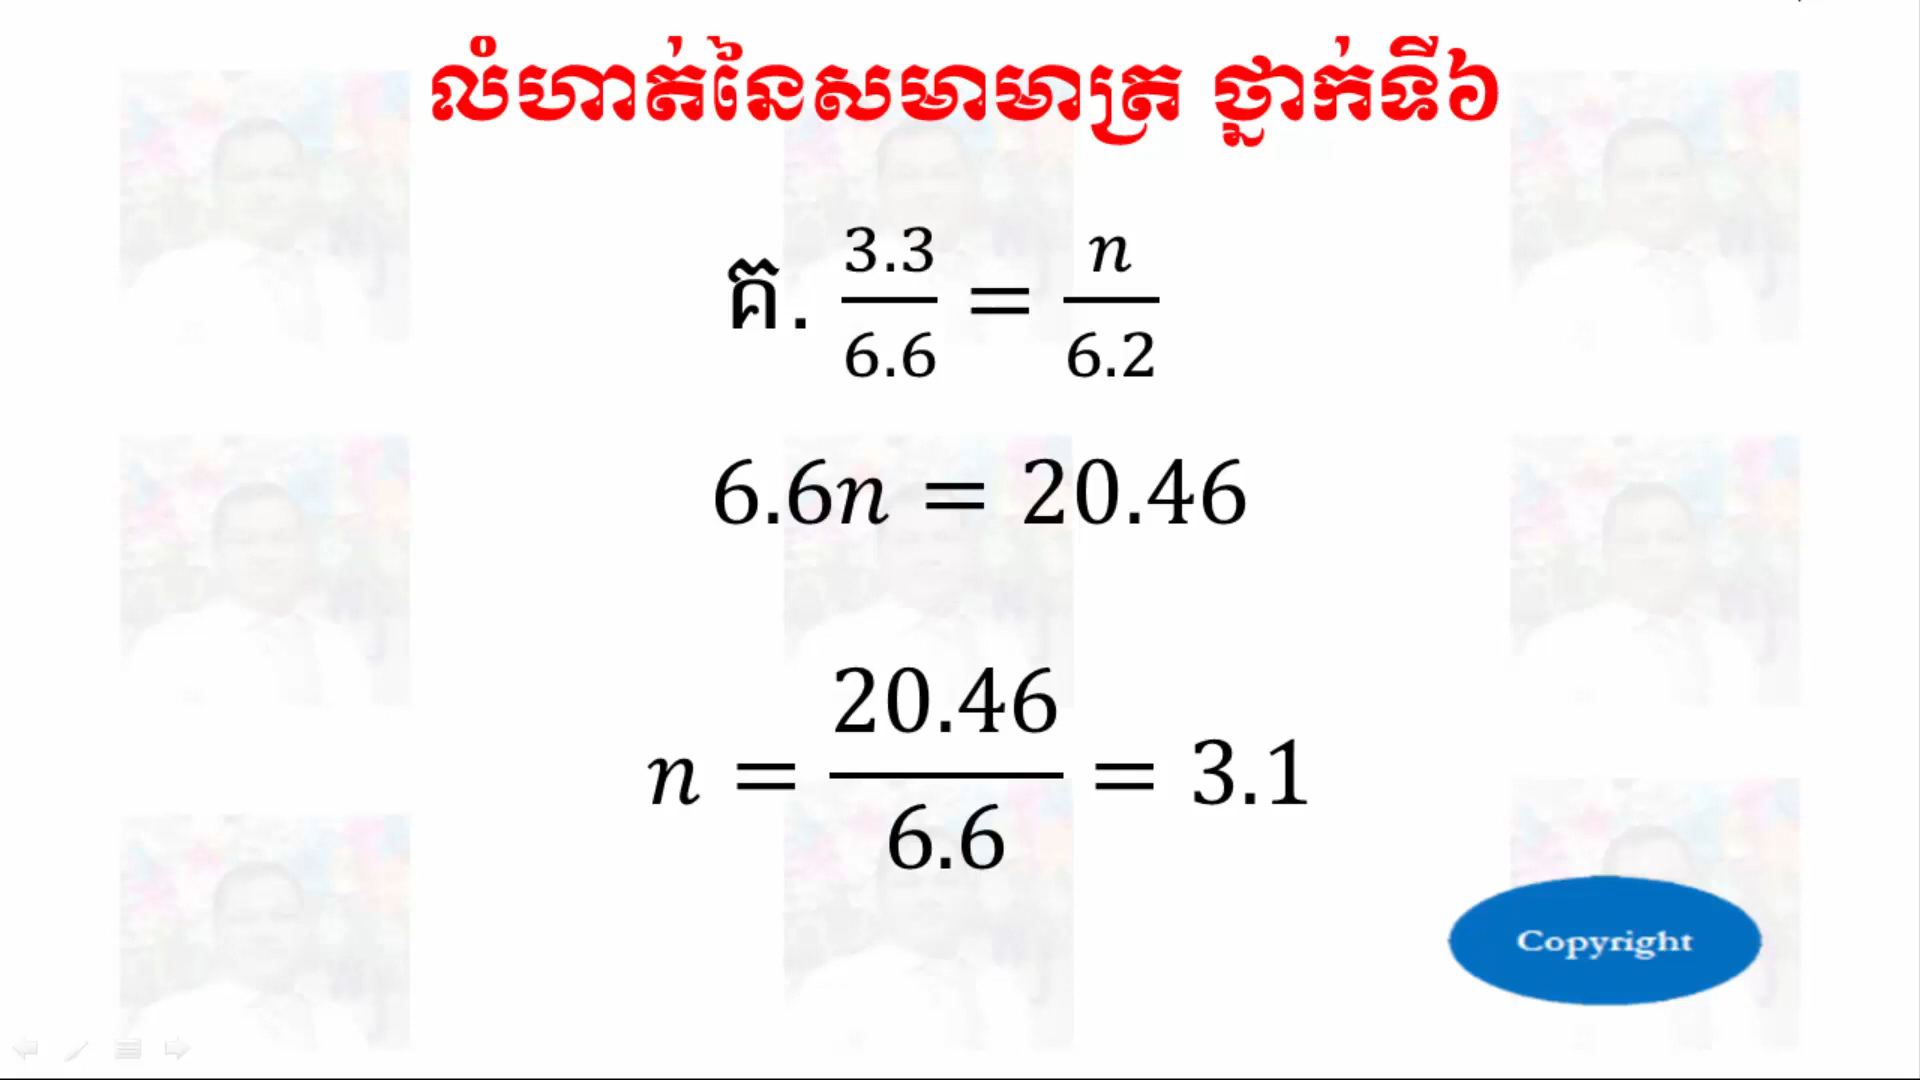 លំហាត់នៃសមាមាត្រ ថ្នាក់ទី៦
គ. 3.3/6.6 = n/6.2
6.6n = 20.46
n = 20.46/6.6 = 3.1
Copyright